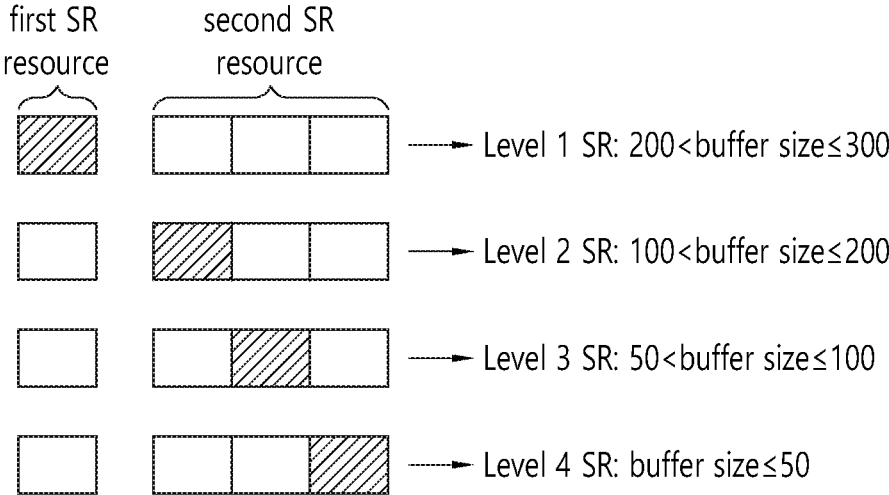 first SR
resource
second SR
resource
Level 1 SR: 200<buffer size≤300
Level 2 SR: 100<buffer size≤200
Level 3 SR: 50<buffer size≤100
Level 4 SR: buffer size≤50